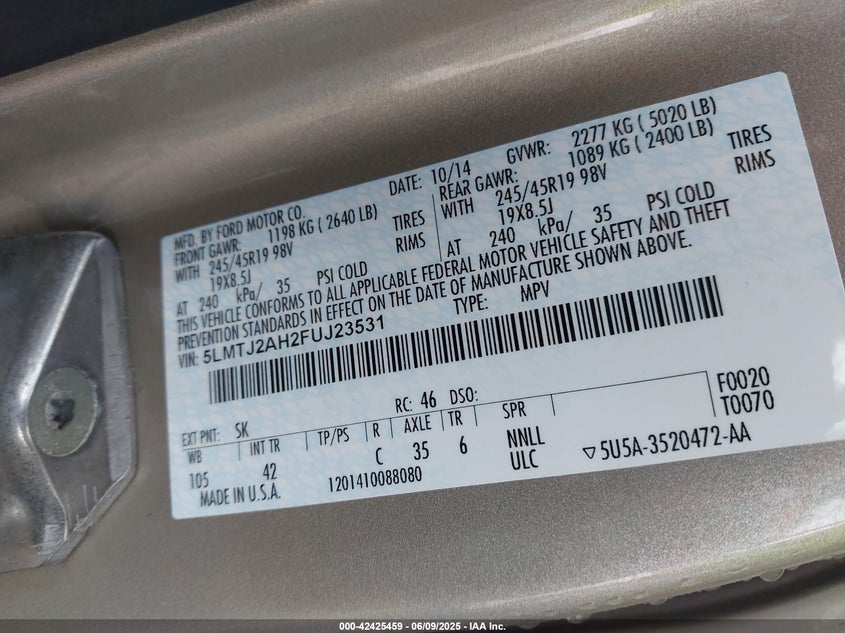 MFD. BY FORD MOTOR CO. DATE: 10/14 GVWR: 2277 KG ( 5020 LB)
FRONT GAWR: 1198 KG ( 2640 LB) REAR GAWR: 1089 KG ( 2400 LB)
WITH 245/45R19 98V TIRES WITH 245/45R19 98V TIRES
19X8.5J RIMS 19X8.5J RIMS
AT 240 kPa/ 35 PSI COLD AT 240 kPa/ 35 PSI COLD
THIS VEHICLE CONFORMS TO ALL APPLICABLE FEDERAL MOTOR VEHICLE SAFETY AND THEFT
PREVENTION STANDARDS IN EFFECT ON THE DATE OF MANUFACTURE SHOWN ABOVE.
VIN: 5LMTJ2AH2FUJ23531 TYPE: MPV
F0020
T0070
EXT PNT: SK RC: 46 DSO:
WB INT TR TP/PS R AXLE TR SPR
105 42 C 35 6 NNLL
ULC
MADE IN U.S.A. 1201410088080
▽5U5A-3520472-AA
000-42425459 - 06/09/2025 - IAA Inc.